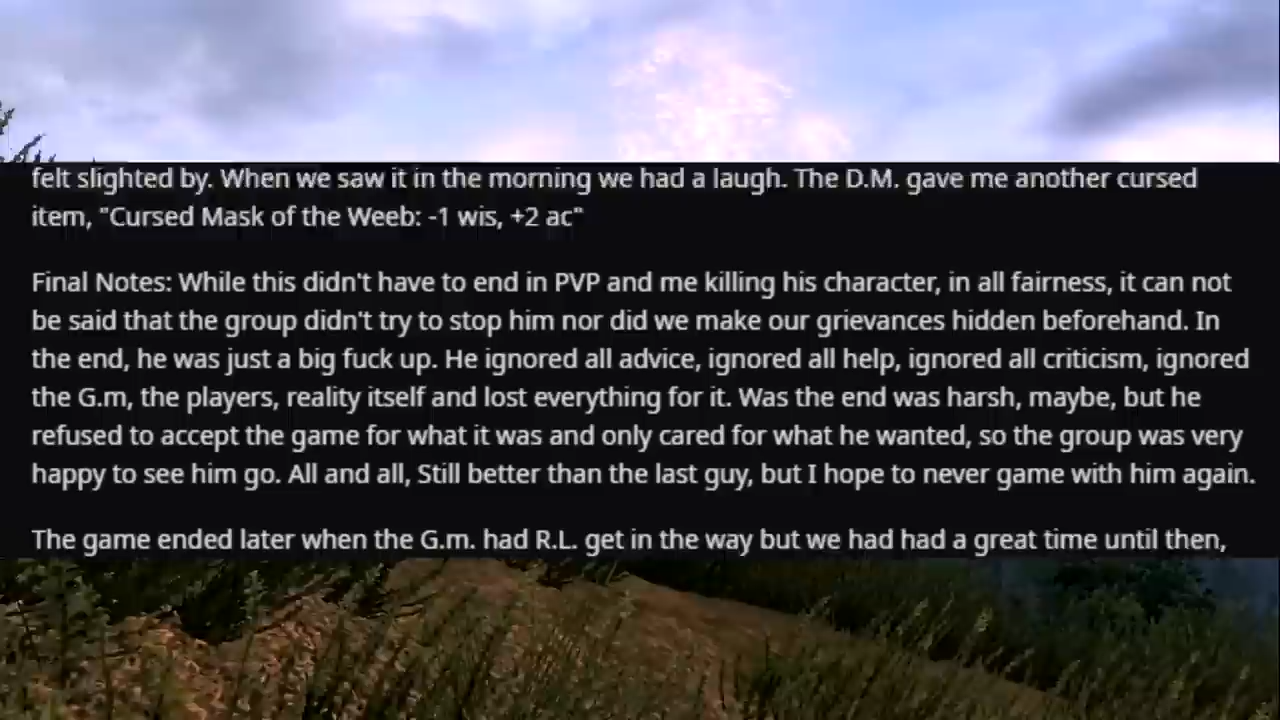 felt slighted by. When we saw it in the morning we had a laugh. The D.M. gave me another cursed
item, "Cursed Mask of the Weeb: -1 wis, +2 ac"
Final Notes: While this didn't have to end in PVP and me killing his character, in all fairness, it can not
be said that the group didn't try to stop him nor did we make our grievances hidden beforehand. In
the end, he was just a big fuck up. He ignored all advice, ignored all help, ignored all criticism, ignored
the G.m, the players, reality itself and lost everything for it. Was the end was harsh, maybe, but he
refused to accept the game for what it was and only cared for what he wanted, so the group was very
happy to see him go. All and all, Still better than the last guy, but I hope to never game with him again.
The game ended later when the G.m. had R.L. get in the way but we had had a great time until then,